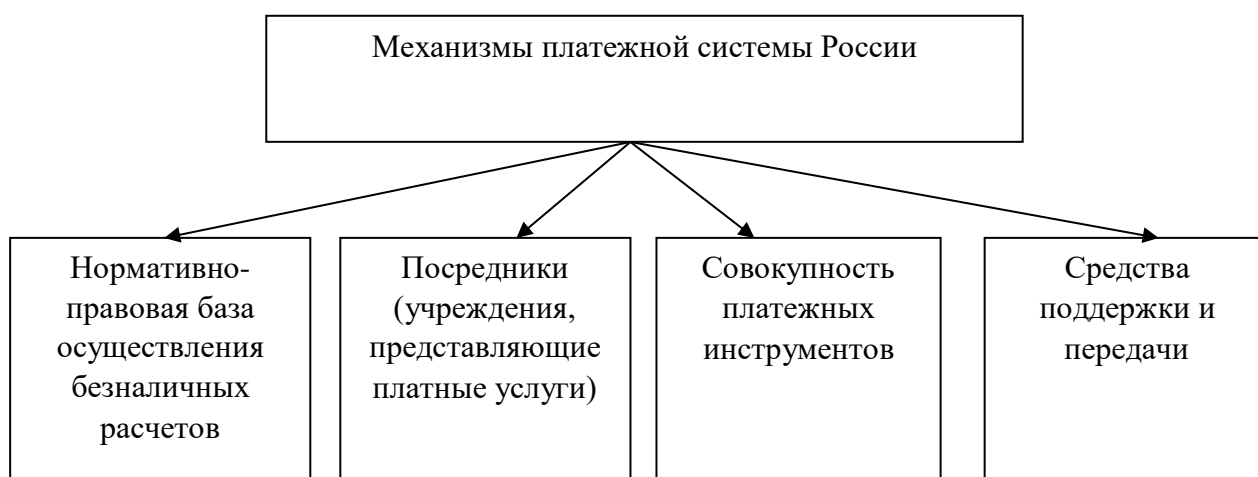 Механизмы платежной системы России
Нормативно-
правовая база
осуществления
безналичных
расчетов
Посредники
(учреждения,
представляющие
платные услуги)
Совокупность
платежных
инструментов
Средства
поддержки и
передачи